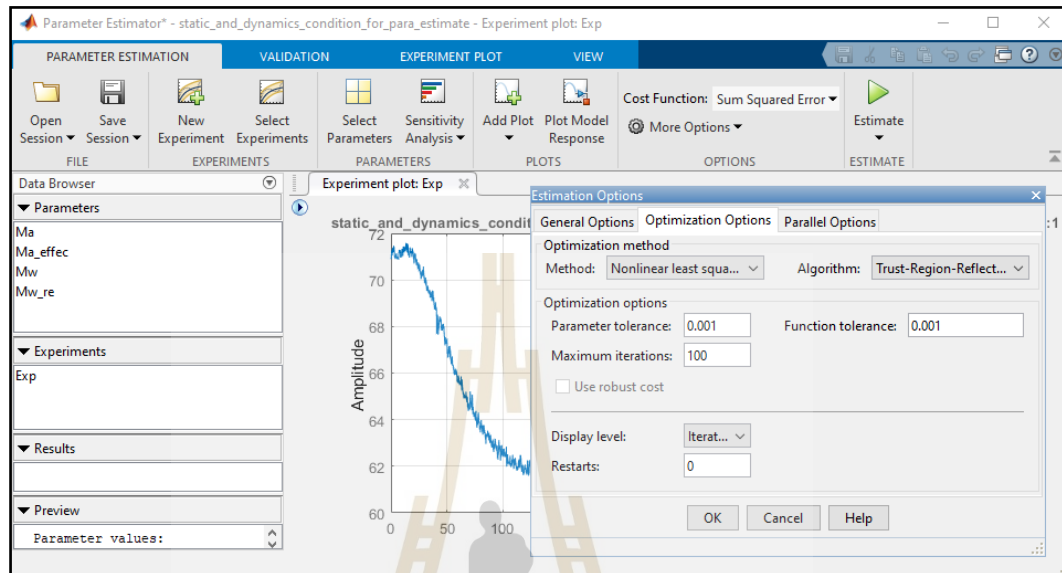 Parameter Estimator* - static_and_dynamics_condition_for_para_estimate - Experiment plot: Exp
PARAMETER ESTIMATION VALIDATION EXPERIMENT PLOT VIEW
Open Session Save Session New Experiment Select Experiments Select Parameters Sensitivity Analysis Add Plot Plot Model Response Cost Function: Sum Squared Error Estimate
More Options
FILE EXPERIMENTS PARAMETERS PLOTS OPTIONS ESTIMATE
Data Browser
Parameters
Ma
Ma_effec
Mw
Mw_re
Experiments
Exp
Results
Preview
Parameter values:
Experiment plot: Exp
static_and_dynamics_condit
:1
72
70
68
66
64
62
60
Amplitude
0 50 100
Estimation Options
General Options Optimization Options Parallel Options
Optimization method
Method: Nonlinear least squa... Algorithm: Trust-Region-Reflect...
Optimization options
Parameter tolerance: 0.001 Function tolerance: 0.001
Maximum iterations: 100
Use robust cost
Display level: Iterat...
Restarts: 0
OK Cancel Help